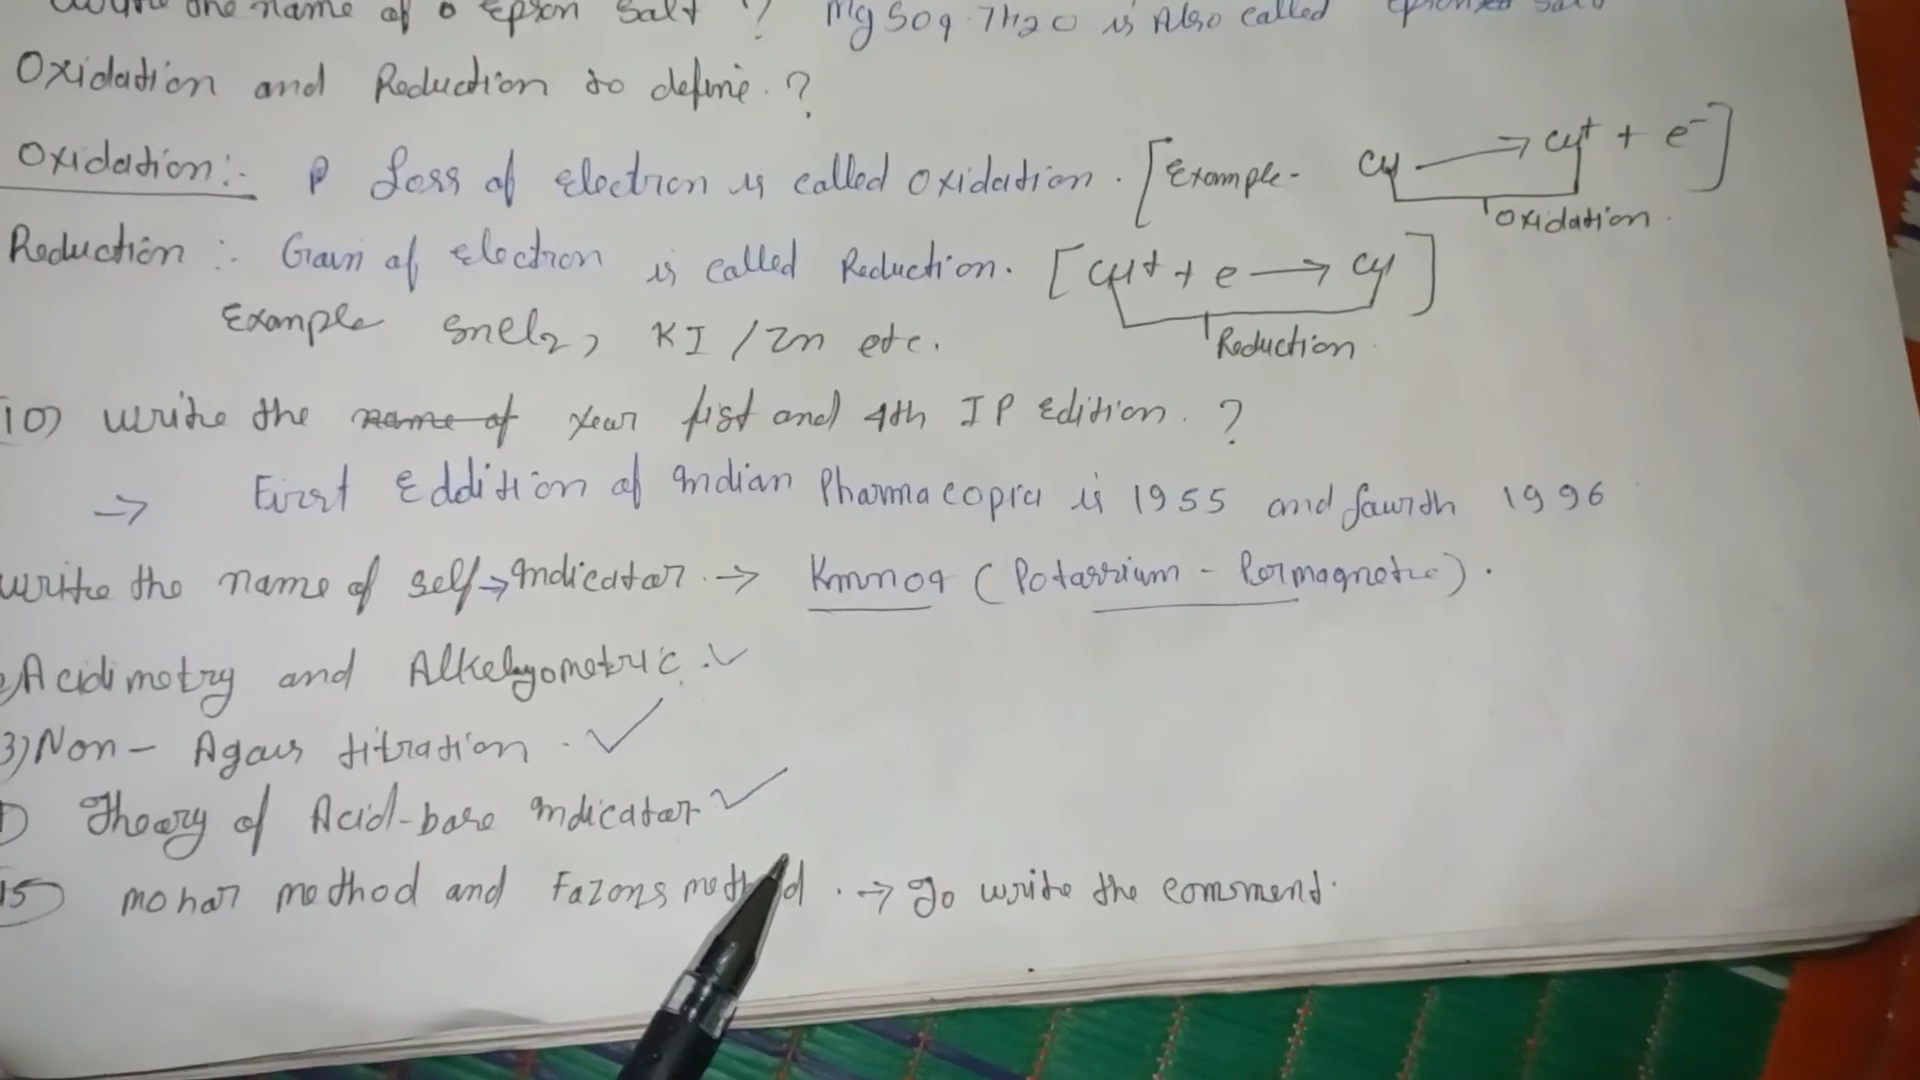 the name of Epson Salt ? MgSO4 7H2O is Also called
Oxidation and Reduction to define. ?
Oxidation:- Loss of electron is called Oxidation. [Example- Cu → Cu+ + e-]
Oxidation.
Reduction :- Gain of electron is called Reduction. [Cu+ + e → Cu]
Example SnCl2, KI /Zn etc.
Reduction
10) Write the name of year fist and 4th IP Edition. ?
→ First Eddition of Indian Pharmacopia is 1955 and fourth 1996
Write the name of self → Indicator. → KmnO4 (Potassium - Permagnetic).
Acidimetry and Alkelyometric.
3) Non- Aqous titration.
Theory of Acid-base Indicator
15) mohar method and Fazons method. → To write the comment.